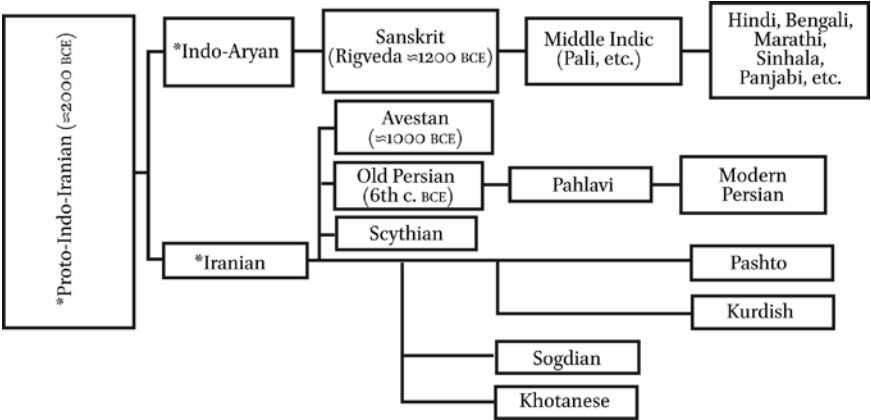 *Proto-Indo-Iranian (≈2000 BCE)
*Indo-Aryan
Sanskrit
(Rigveda ≈1200 BCE)
Middle Indic
(Pali, etc.)
Hindi, Bengali,
Marathi,
Sinhala,
Panjabi, etc.
Avestan
(≈1000 BCE)
Old Persian
(6th c. BCE)
Pahlavi
Modern
Persian
Scythian
*Iranian
Pashto
Kurdish
Sogdian
Khotanese